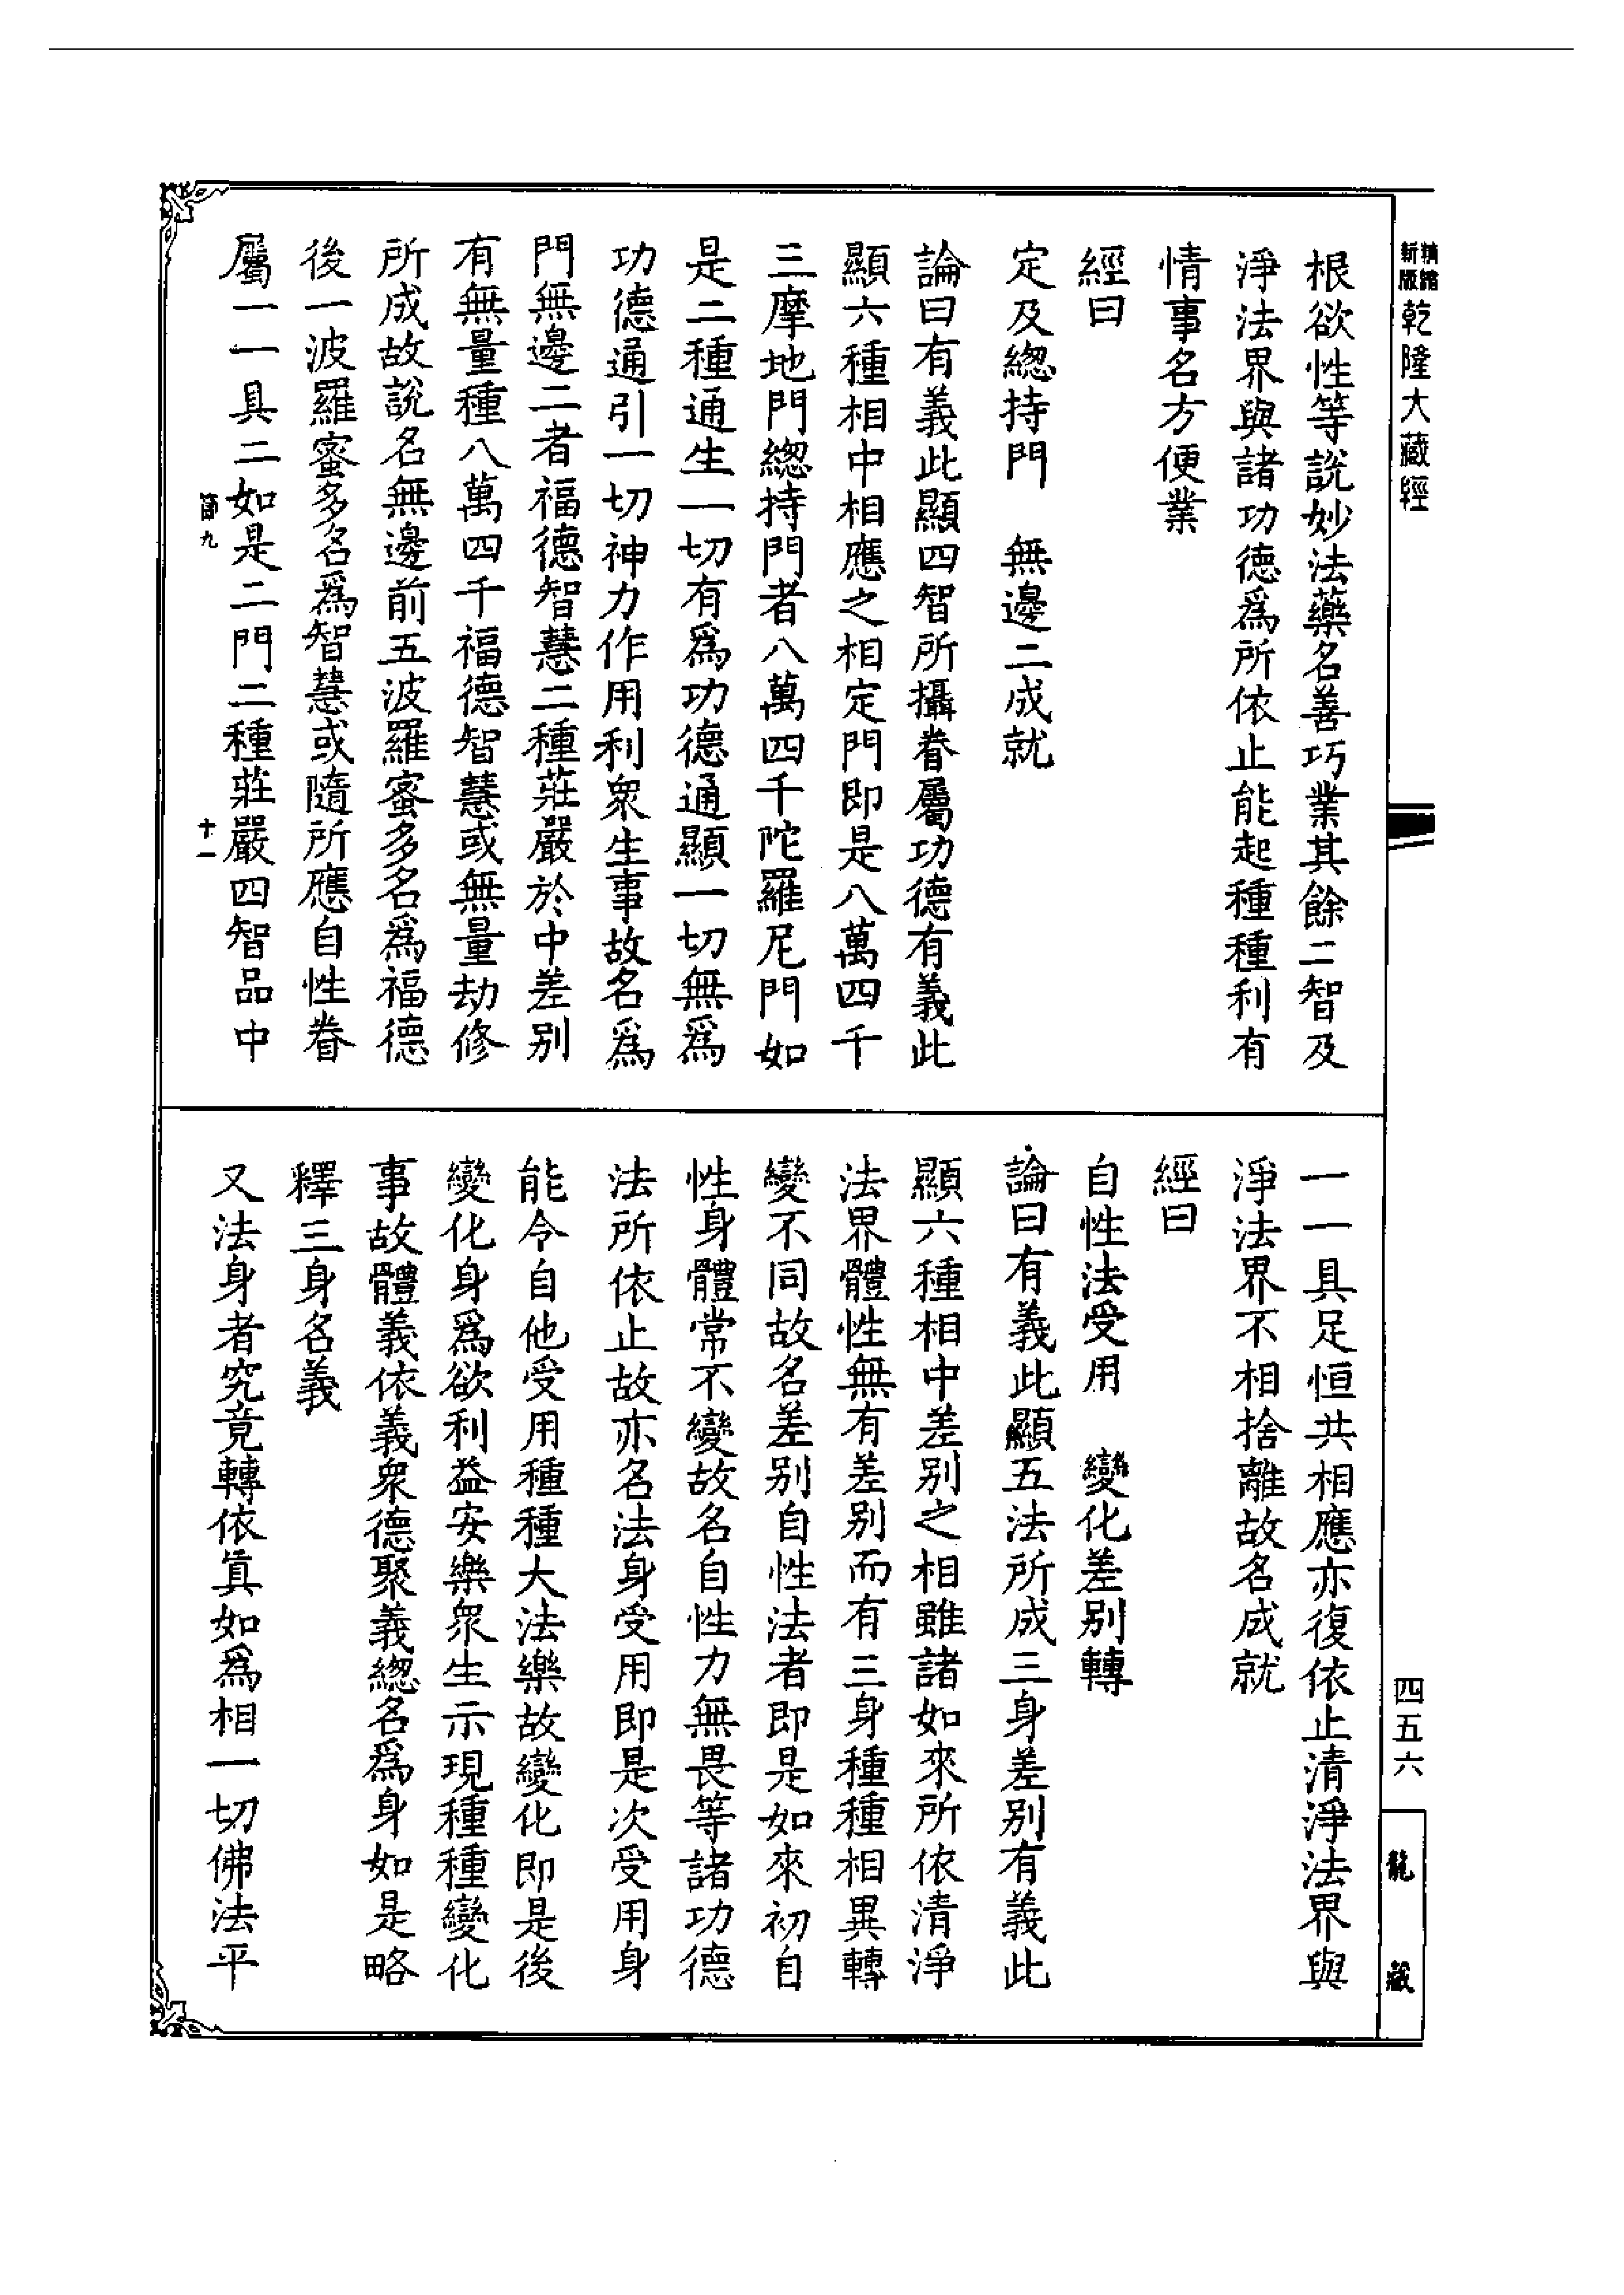 新版精縮乾隆大藏經
根欲性等說妙法藥名善巧業其餘二智及
淨法界與諸功德爲所依止能起種種利有
情事名方便業
經曰
定及總持門　無邊二成就
論曰有義此顯四智所攝眷屬功德有義此
顯六種相中相應之相定門即是八萬四千
三摩地門總持門者八萬四千陀羅尼門如
是二種通生一切有爲功德通顯一切無爲
功德通引一切神力作用利衆生事故名爲
門無邊二者福德智慧二種莊嚴於中差別
有無量種八萬四千福德智慧或無量劫修
所成故說名無邊前五波羅蜜多名爲福德
後一波羅蜜多名爲智慧或隨所應自性眷
屬一一具二如是二門二種莊嚴四智品中
節九　十一
一一具足恒共相應亦復依止清淨法界與
淨法界不相捨離故名成就
經曰
自性法受用　變化差別轉
論曰有義此顯五法所成三身差別有義此
顯六種相中差別之相雖諸如來所依清淨
法界體性無有差別而有三身種種相異轉
變不同故名差別自性法者即是如來初自
性身體常不變故名自性力無畏等諸功德
法所依止故亦名法身受用即是次受用身
能令自他受用種種大法樂故變化即是後
變化身爲欲利益安樂衆生示現種種變化
事故體義依義衆德聚義總名爲身如是略
釋三身名義
又法身者究竟轉依眞如爲相一切佛法平
四五六
龍藏